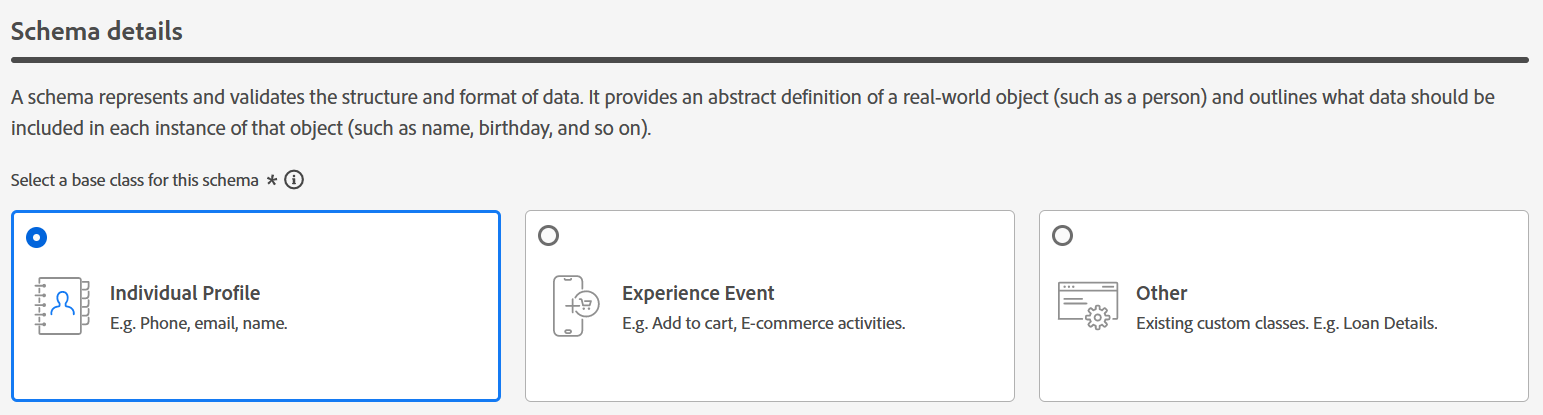 Schema details
A schema represents and validates the structure and format of data. It provides an abstract definition of a real-world object (such as a person) and outlines what data should be
included in each instance of that object (such as name, birthday, and so on).
Select a base class for this schema *
Individual Profile
E.g. Phone, email, name.
Experience Event
E.g. Add to cart, E-commerce activities.
Other
Existing custom classes. E.g. Loan Details.